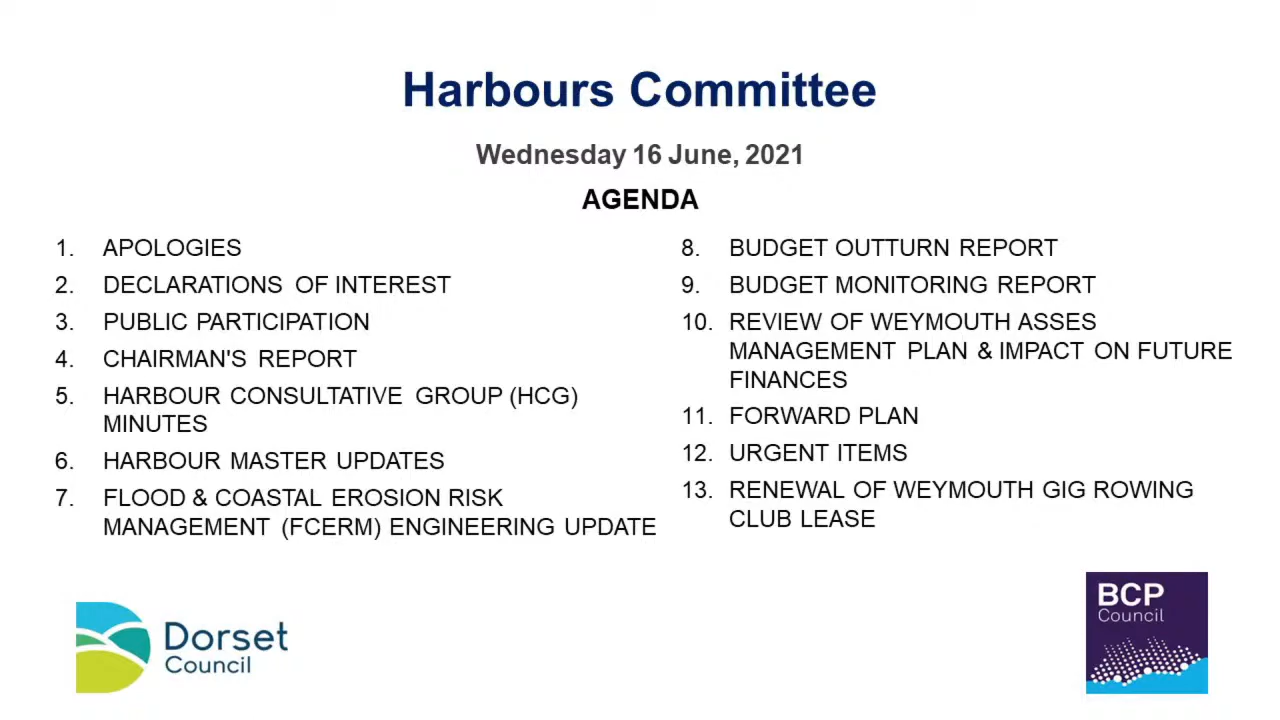 Harbours Committee
Wednesday 16 June, 2021
AGENDA
1. APOLOGIES
2. DECLARATIONS OF INTEREST
3. PUBLIC PARTICIPATION
4. CHAIRMAN'S REPORT
5. HARBOUR CONSULTATIVE GROUP (HCG)
MINUTES
6. HARBOUR MASTER UPDATES
7. FLOOD & COASTAL EROSION RISK
MANAGEMENT (FCERM) ENGINEERING UPDATE
8. BUDGET OUTTURN REPORT
9. BUDGET MONITORING REPORT
10. REVIEW OF WEYMOUTH ASSES
MANAGEMENT PLAN & IMPACT ON FUTURE
FINANCES
11. FORWARD PLAN
12. URGENT ITEMS
13. RENEWAL OF WEYMOUTH GIG ROWING
CLUB LEASE
Dorset
Council
BCP
Council